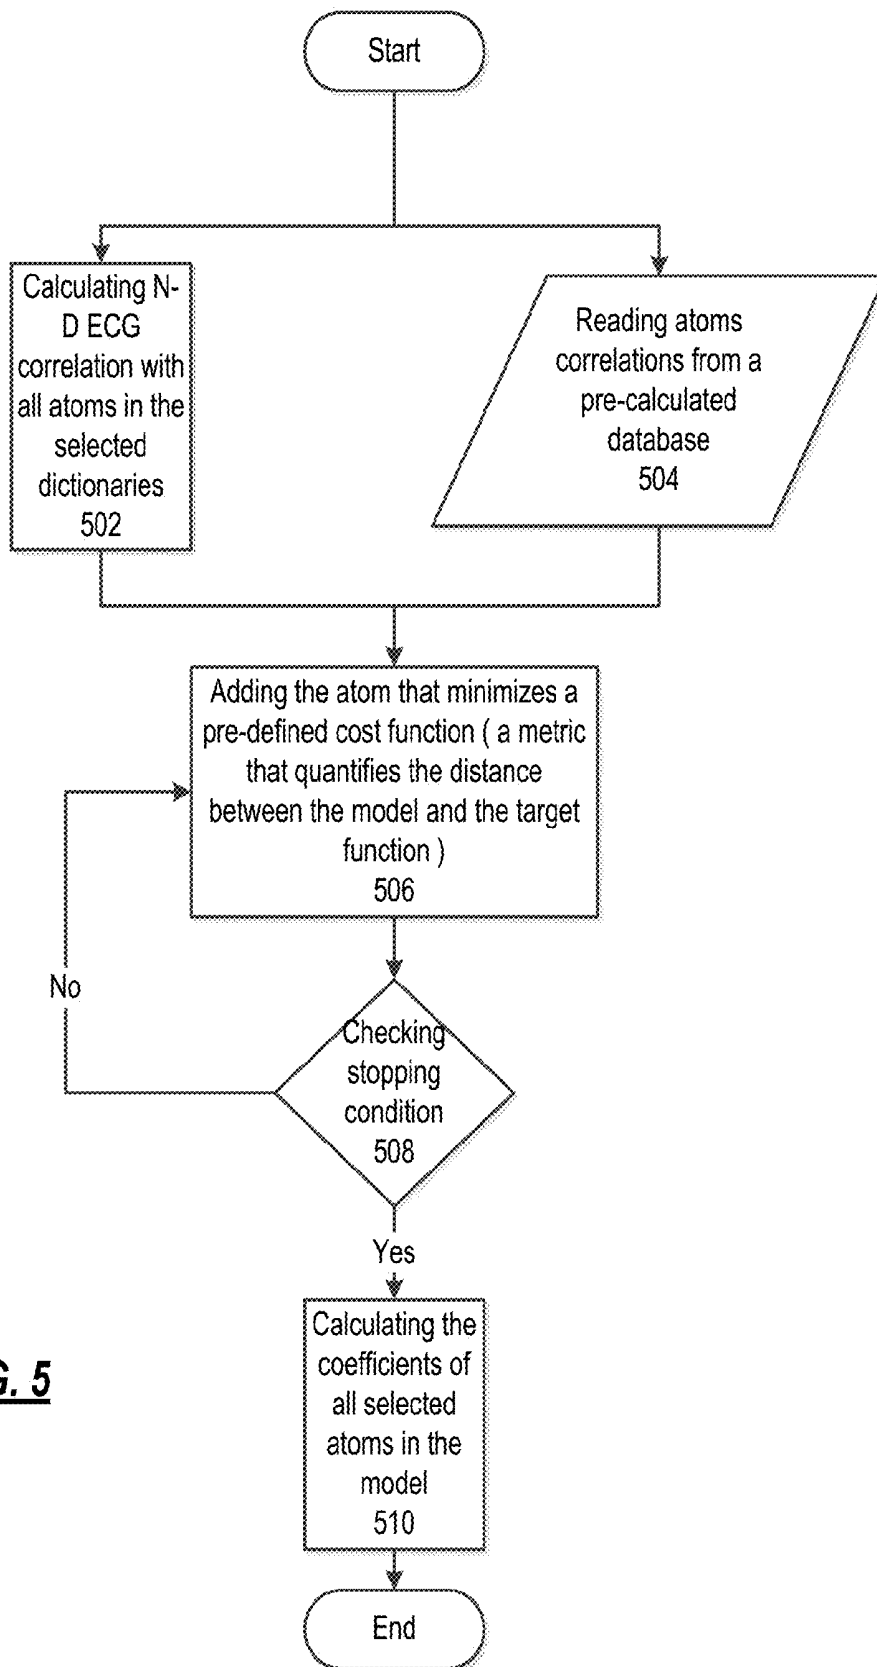 Start
Calculating N-
D ECG
correlation with
all atoms in the
selected
dictionaries
502
Reading atoms
correlations from a
pre-calculated
database
504
Adding the atom that minimizes a
pre-defined cost function ( a metric
that quantifies the distance
between the model and the target
function )
506
No
Checking
stopping
condition
508
Yes
Calculating the
coefficients of
all selected
atoms in the
model
510
G. 5
End